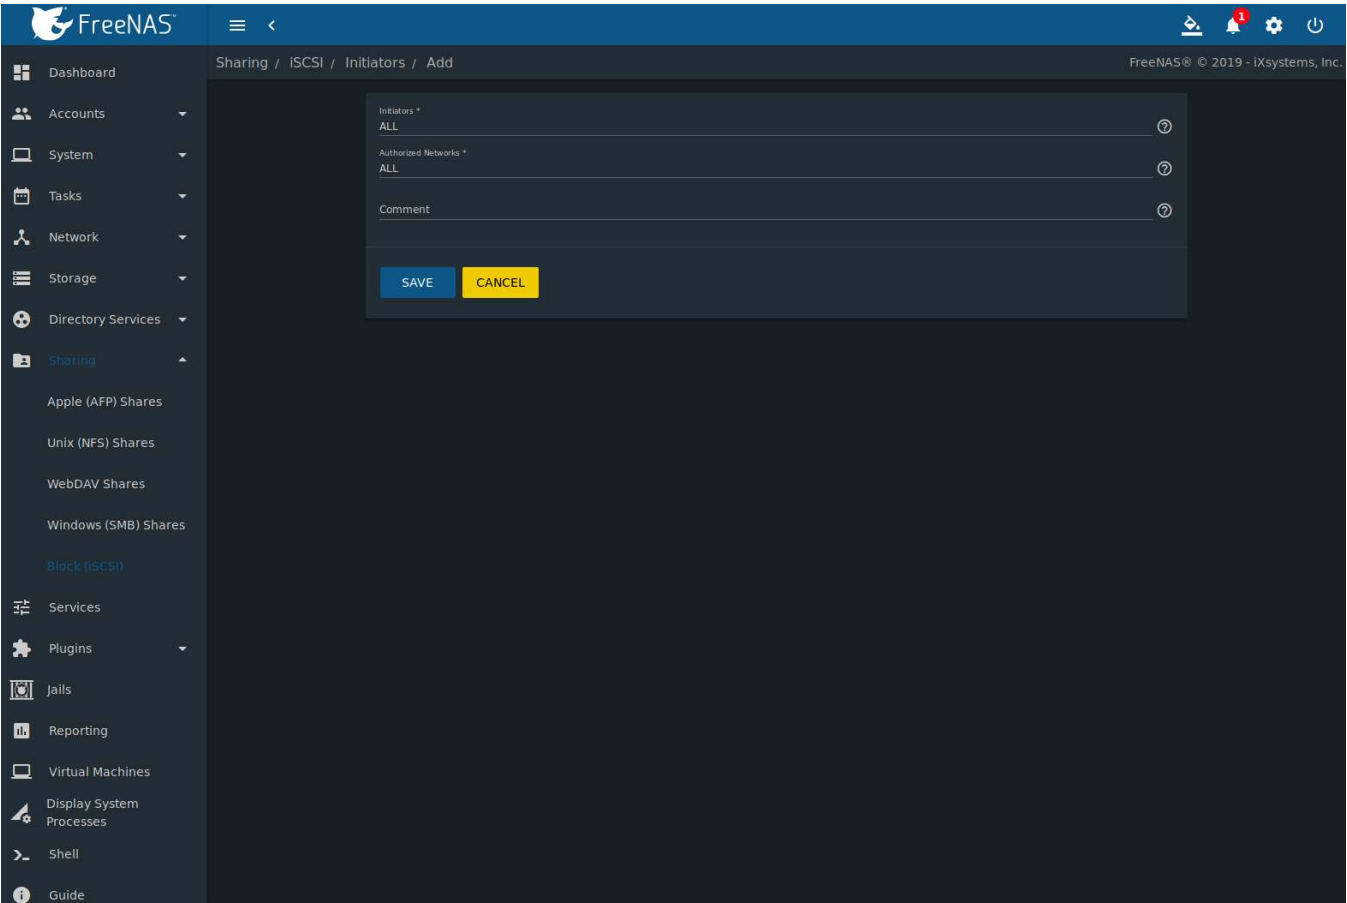 FreeNAS™
1
Sharing / iSCSI / Initiators / Add
FreeNAS® © 2019 - iXsystems, Inc.
Dashboard
Accounts
System
Tasks
Network
Storage
Directory Services
Sharing
Apple (AFP) Shares
Unix (NFS) Shares
WebDAV Shares
Windows (SMB) Shares
Block (iSCSI)
Services
Plugins
Jails
Reporting
Virtual Machines
Display System
Processes
Shell
Guide
Initiators *
ALL
Authorized Networks *
ALL
Comment
SAVE CANCEL